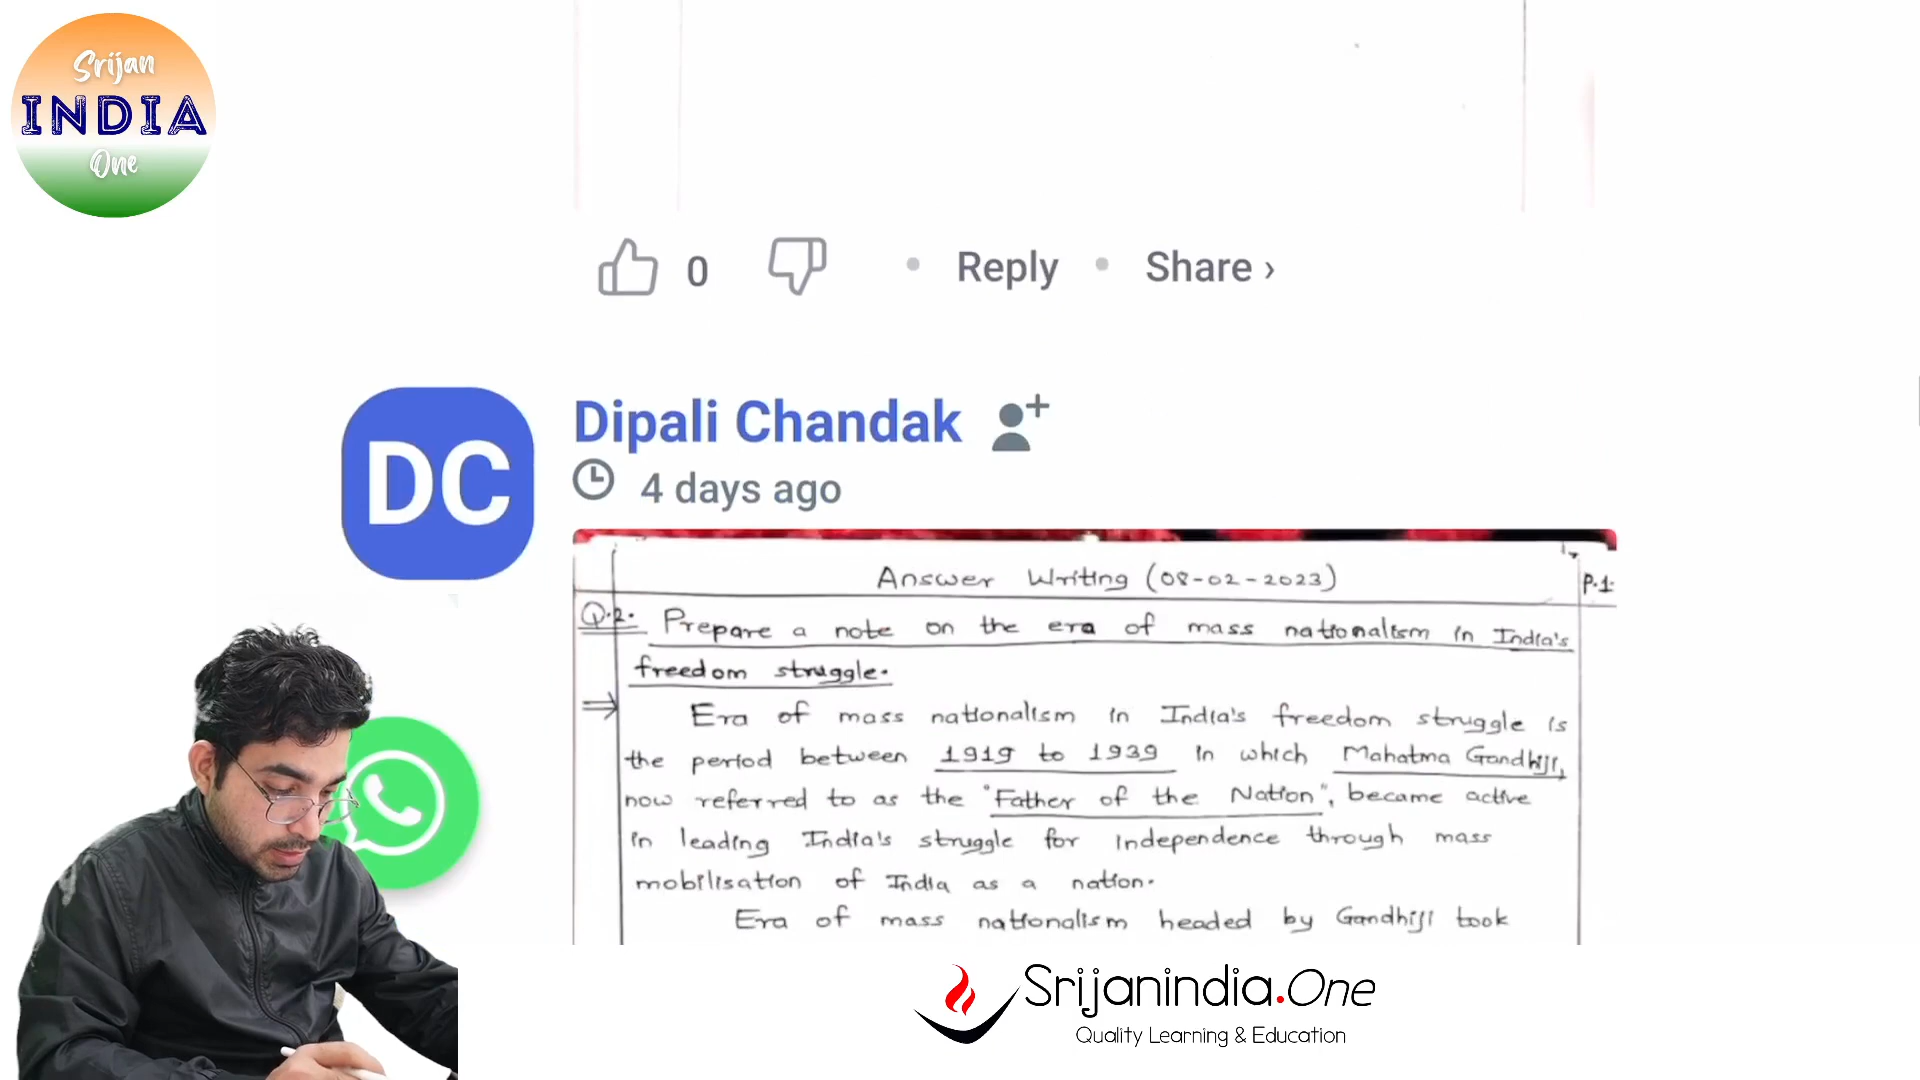 Srijan
INDIA
One
0
Reply
Share ›
DC
Dipali Chandak
4 days ago
Answer Writing (08-02-2023)
P.1.
Q.2. Prepare a note on the era of mass nationalism in India's
freedom struggle.
⇒ Era of mass nationalism in India's freedom struggle is
the period between 1919 to 1939 in which Mahatma Gandhiji,
now referred to as the "Father of the Nation", became active
in leading India's struggle for independence through mass
mobilisation of India as a nation.
Era of mass nationalism headed by Gandhiji took
Srijanindia.One
Quality Learning & Education